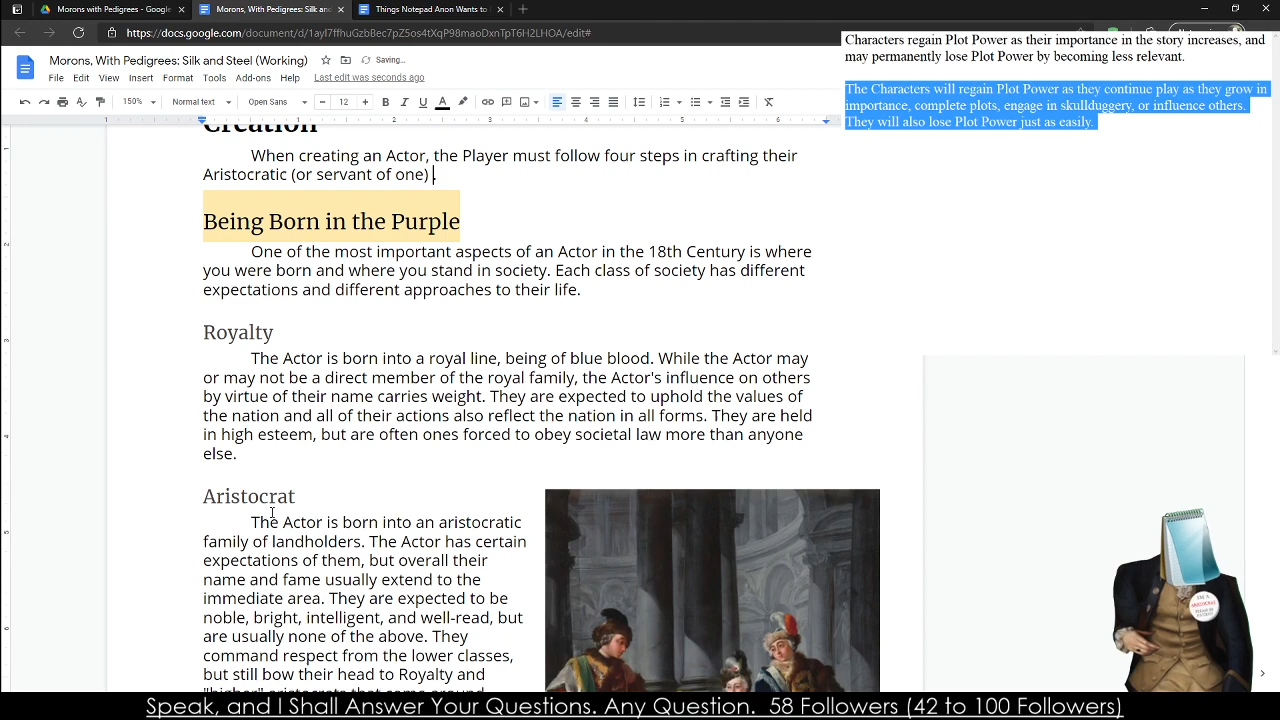 Morons with Pedigrees - Google
Morons, With Pedigrees: Silk and
Things Notepad Anon Wants to
https://docs.google.com/document/d/1ayI7ffhuGzbBec7pZ5os4tXqP98maoDxnTpT6H2LHOA/edit#
Morons, With Pedigrees: Silk and Steel (Working)
Saving...
File Edit View Insert Format Tools Add-ons Help Last edit was seconds ago
150% Normal text Open Sans 12
Characters regain Plot Power as their importance in the story increases, and
may permanently lose Plot Power by becoming less relevant.
The Characters will regain Plot Power as they continue play as they grow in
importance, complete plots, engage in skullduggery, or influence others.
They will also lose Plot Power just as easily.
Creation
When creating an Actor, the Player must follow four steps in crafting their
Aristocratic (or servant of one) .
Being Born in the Purple
One of the most important aspects of an Actor in the 18th Century is where
you were born and where you stand in society. Each class of society has different
expectations and different approaches to their life.
Royalty
The Actor is born into a royal line, being of blue blood. While the Actor may
or may not be a direct member of the royal family, the Actor's influence on others
by virtue of their name carries weight. They are expected to uphold the values of
the nation and all of their actions also reflect the nation in all forms. They are held
in high esteem, but are often ones forced to obey societal law more than anyone
else.
Aristocrat
The Actor is born into an aristocratic
family of landholders. The Actor has certain
expectations of them, but overall their
name and fame usually extend to the
immediate area. They are expected to be
noble, bright, intelligent, and well-read, but
are usually none of the above. They
command respect from the lower classes,
but still bow their head to Royalty and
"higher" aristocrats that come around
I'M A
ARISTOCRAT
Speak, and I Shall Answer Your Questions. Any Question. 58 Followers (42 to 100 Followers)